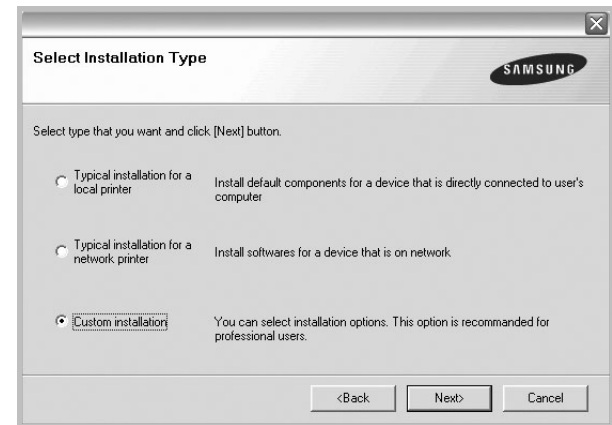 Select Installation Type
SAMSUNG
Select type that you want and click [Next] button.
Typical installation for a
local printer
Install default components for a device that is directly connected to user's
computer
Typical installation for a
network printer
Install softwares for a device that is on network
Custom installation
You can select installation options. This option is recommanded for
professional users.
<Back
Next>
Cancel